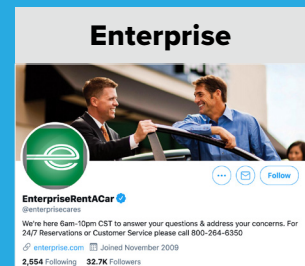 Enterprise
Follow
EnterpriseRentACar
@enterprisecares
We're here 6am-10pm CST to answer your questions & address your concerns. For
24/7 Reservations or Customer Service please call 800-264-6350
enterprise.com Joined November 2009
2,554 Following 32.7K Followers